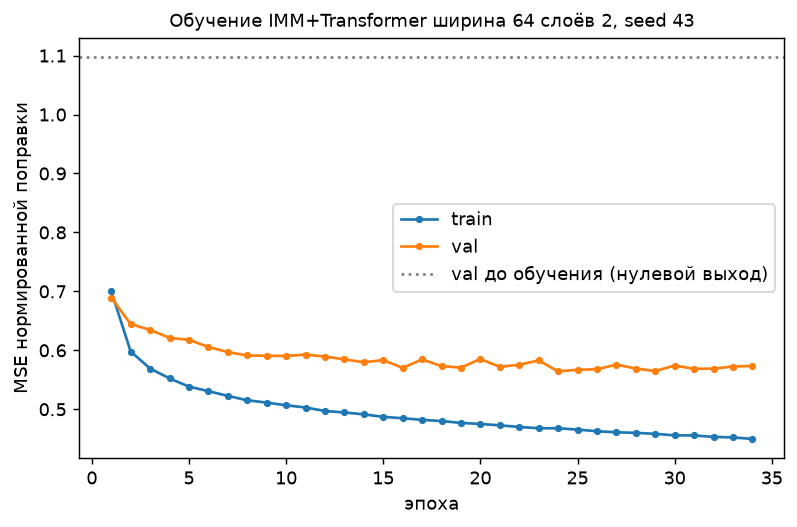 Обучение IMM+Transformer ширина 64 слоёв 2, seed 43
MSE нормированной поправки
1.1
1.0
0.9
0.8
0.7
0.6
0.5
train
val
val до обучения (нулевой выход)
0 5 10 15 20 25 30 35
эпоха